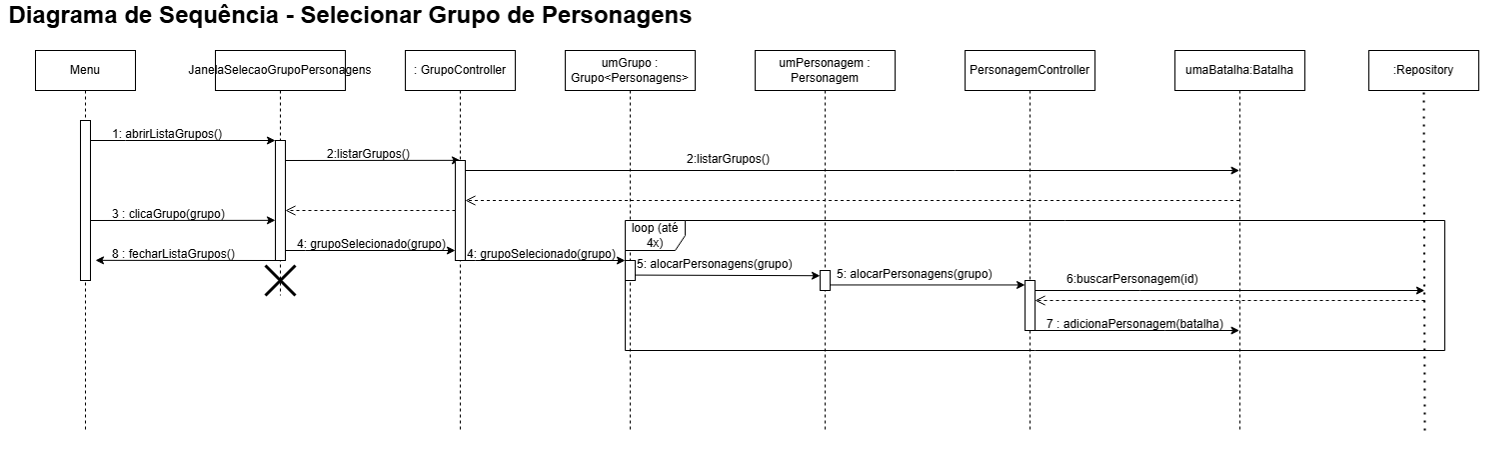 Diagrama de Sequência - Selecionar Grupo de Personagens
Menu
JanelaSelecaoGrupoPersonagens
: GrupoController
umGrupo :
Grupo<Personagens>
umPersonagem :
Personagem
PersonagemController
umaBatalha:Batalha
:Repository
1: abrirListaGrupos()
2:listarGrupos()
2:listarGrupos()
3 : clicaGrupo(grupo)
loop (até
4x)
4: grupoSelecionado(grupo)
8 : fecharListaGrupos()
4: grupoSelecionado(grupo)
5: alocarPersonagens(grupo)
5: alocarPersonagens(grupo)
6:buscarPersonagem(id)
7 : adicionaPersonagem(batalha)